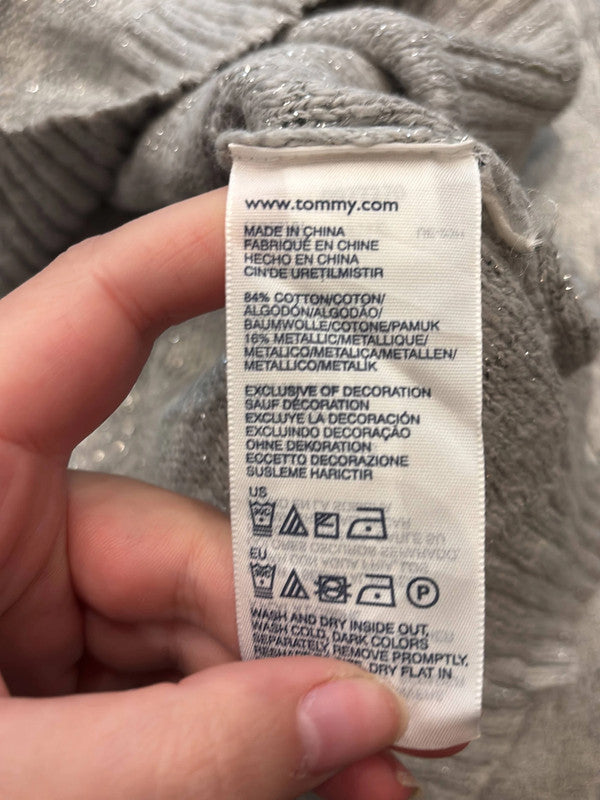 www.tommy.com
MADE IN CHINA
FABRIQUÉ EN CHINE
HECHO EN CHINA
CIN'DE URETILMISTIR
84% COTTON/COTON/
ALGODÓN/ALGODÃO/
BAUMWOLLE/COTONE/PAMUK
16% METALLIC/METALLIQUE/
METALICO/METALIÇA/METALLEN/
METALLICO/METALIK
EXCLUSIVE OF DECORATION
SAUF DÉCORATION
EXCLUYE LA DECORACIÓN
EXCLUINDO DECORAÇÃO
OHNE DEKORATION
ECCETTO DECORAZIONE
SUSLEME HARICTIR
US
EU
P
WASH AND DRY INSIDE OUT,
WASH COLD, DARK COLORS
SEPARATELY, REMOVE PROMPTLY,
DRY FLAT IN